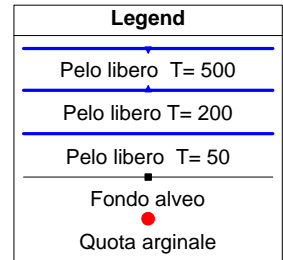 Legend
Pelo libero T= 500
Pelo libero T= 200
Pelo libero T= 50
Fondo alveo
Quota arginale